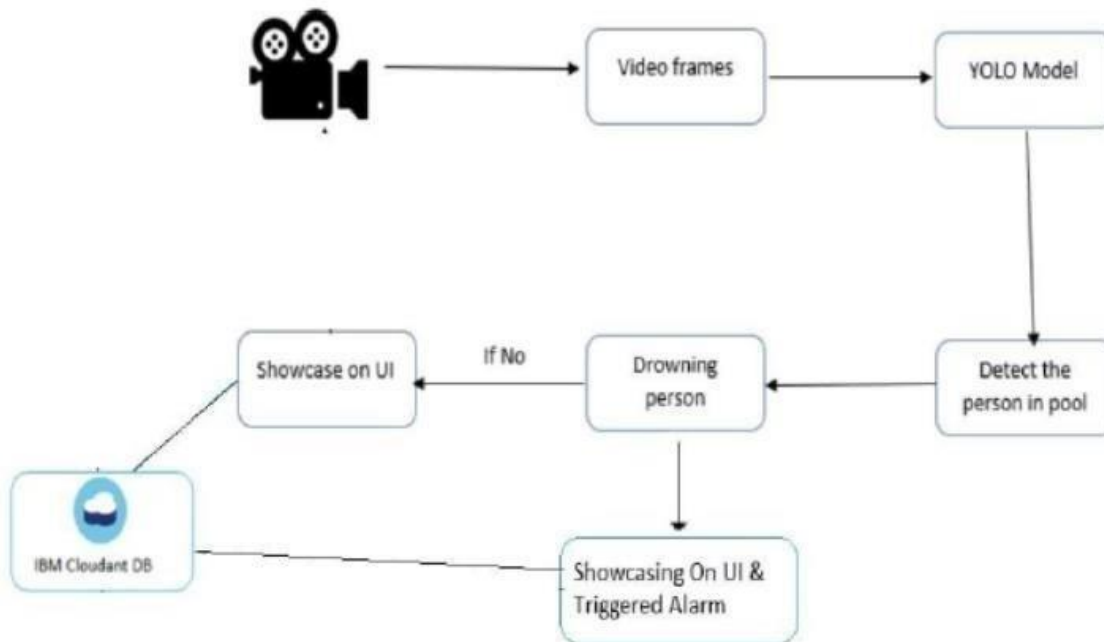 Video frames
YOLO Model
Detect the
person in pool
Drowning
person
If No
Showcase on UI
IBM Cloudant DB
Showcasing On UI &
Triggered Alarm